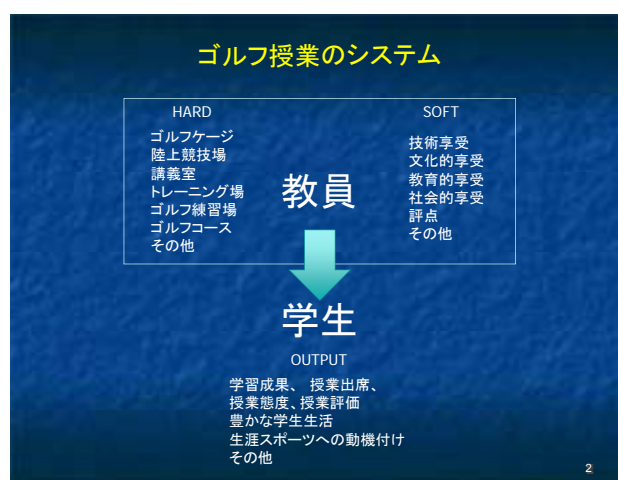 ゴルフ授業のシステム
HARD
ゴルフケージ
陸上競技場
講義室
トレーニング場
ゴルフ練習場
ゴルフコース
その他
教員
SOFT
技術享受
文化的享受
教育的享受
社会的享受
評点
その他
学生
OUTPUT
学習成果、 授業出席、
授業態度、授業評価
豊かな学生生活
生涯スポーツへの動機付け
その他
2